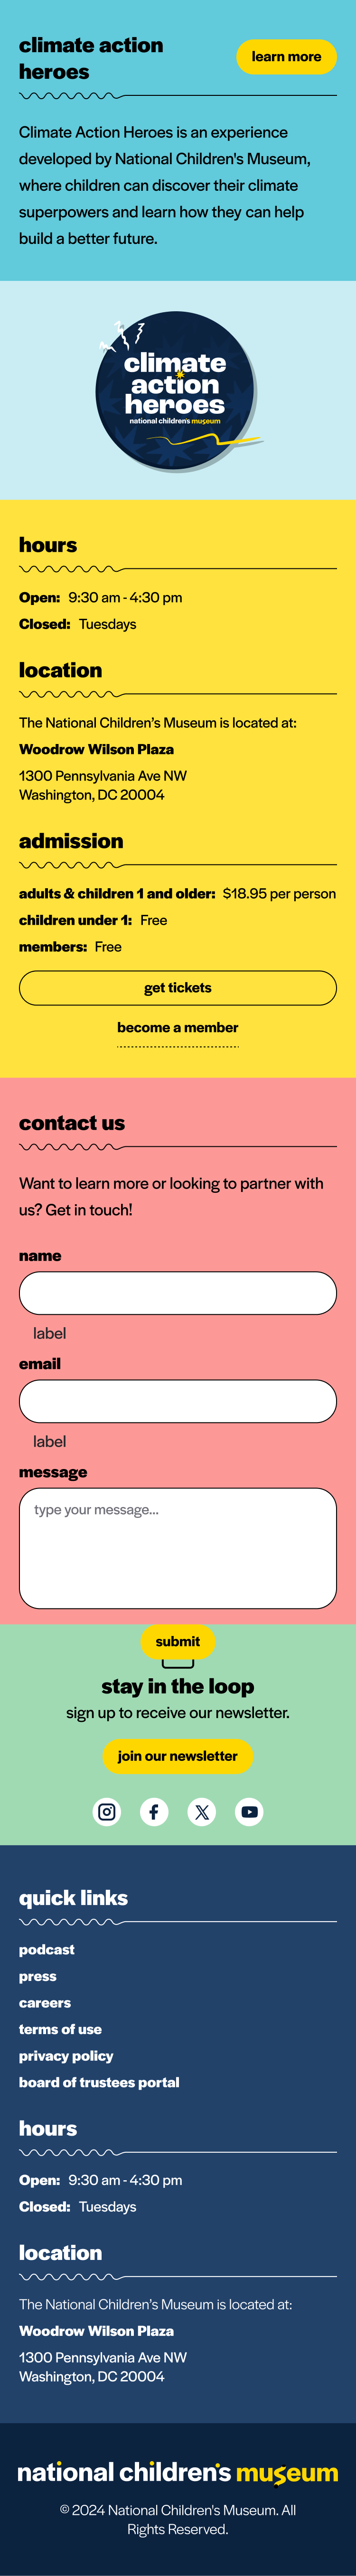 climate action
heroes
learn more
Climate Action Heroes is an experience
developed by National Children's Museum,
where children can discover their climate
superpowers and learn how they can help
build a better future.
climate
action
heroes
national children's museum
hours
Open: 9:30 am - 4:30 pm
Closed: Tuesdays
location
The National Children's Museum is located at:
Woodrow Wilson Plaza
1300 Pennsylvania Ave NW
Washington, DC 20004
admission
adults & children 1 and older: $18.95 per person
children under 1: Free
members: Free
get tickets
become a member
contact us
Want to learn more or looking to partner with
us? Get in touch!
name
label
email
label
message
type your message...
submit
stay in the loop
sign up to receive our newsletter.
join our newsletter
quick links
podcast
press
careers
terms of use
privacy policy
board of trustees portal
hours
Open: 9:30 am - 4:30 pm
Closed: Tuesdays
location
The National Children's Museum is located at:
Woodrow Wilson Plaza
1300 Pennsylvania Ave NW
Washington, DC 20004
national children's museum
© 2024 National Children's Museum. All
Rights Reserved.